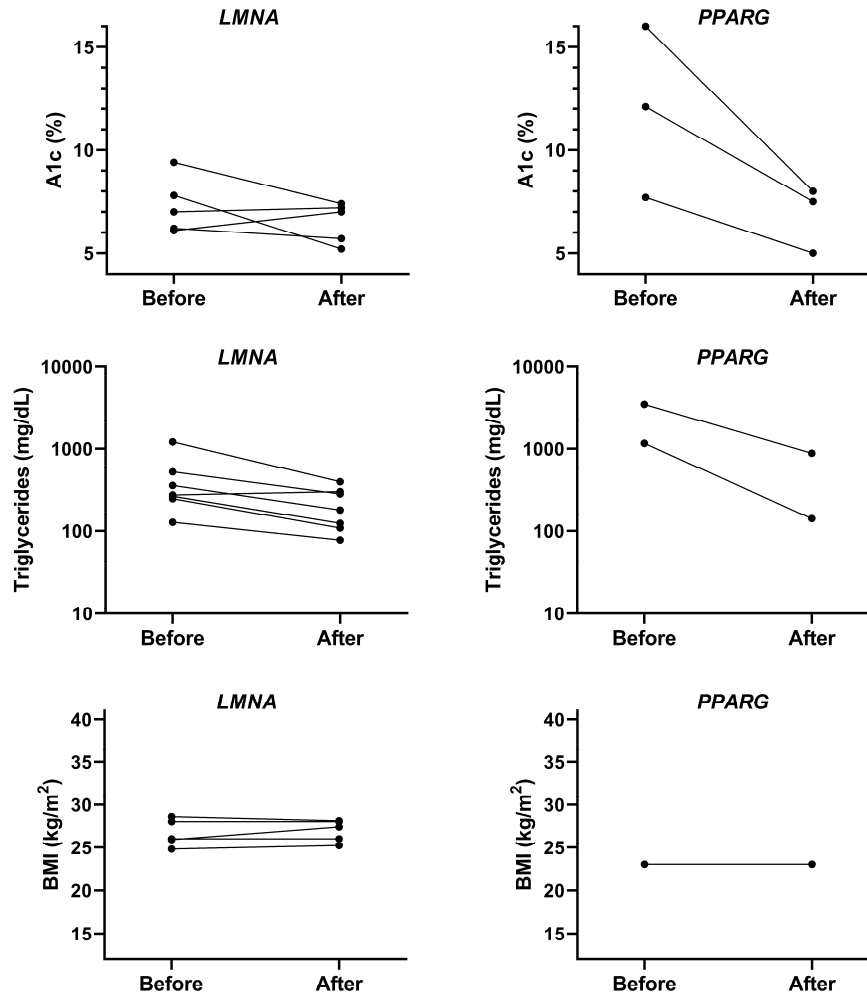 LMNA
A1c (%)
15
10
5
Before After
PPARG
A1c (%)
15
10
5
Before After
LMNA
Triglycerides (mg/dL)
10000
1000
100
10
Before After
PPARG
Triglycerides (mg/dL)
10000
1000
100
10
Before After
LMNA
BMI (kg/m²)
40
35
30
25
20
15
Before After
PPARG
BMI (kg/m²)
40
35
30
25
20
15
Before After